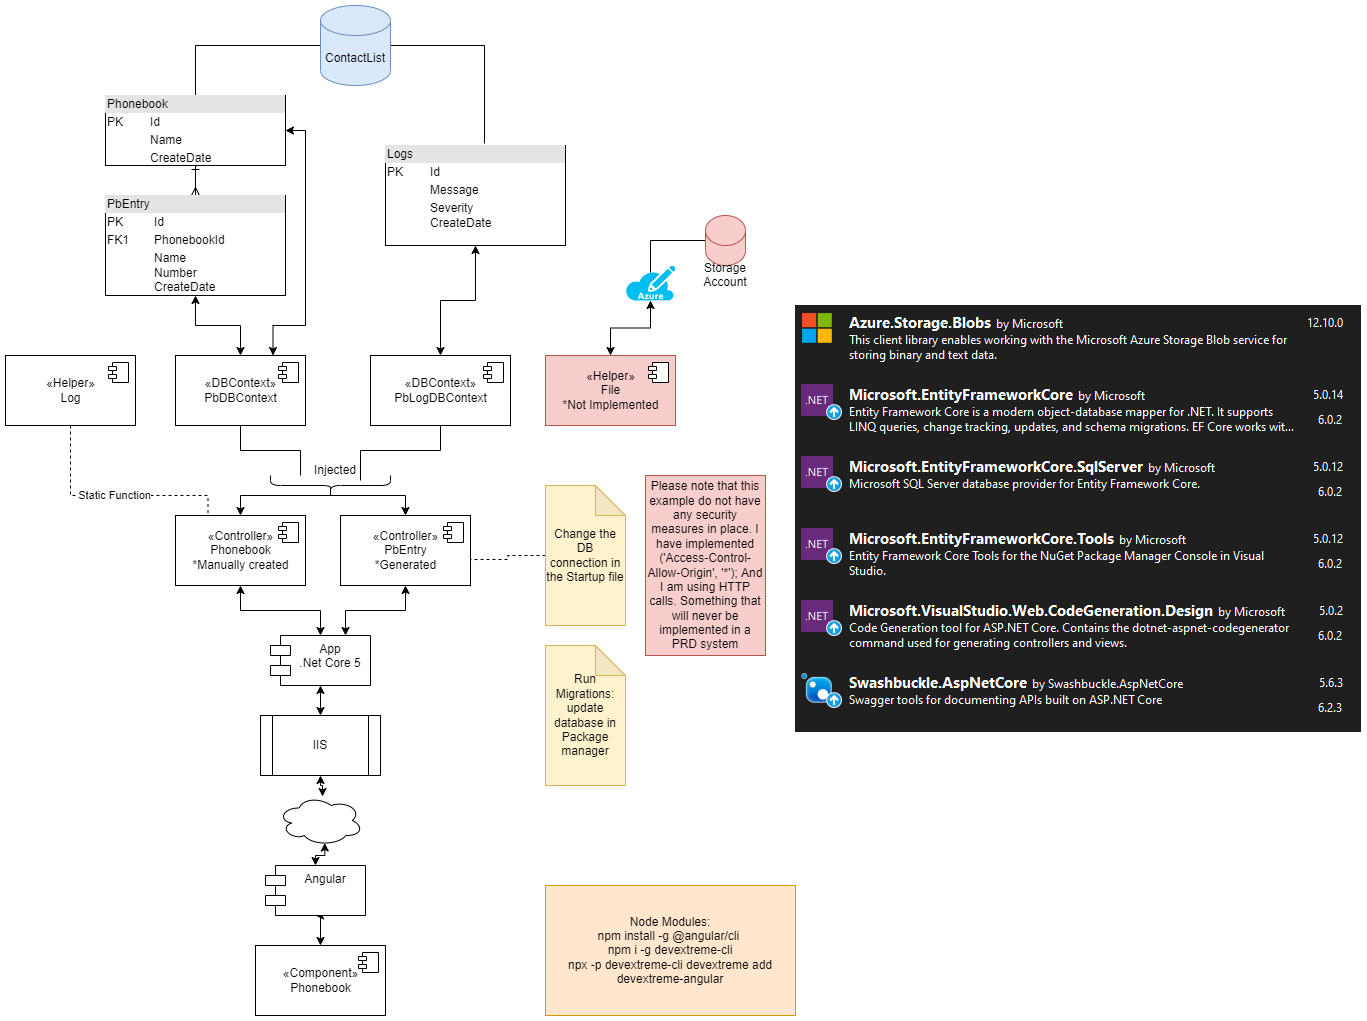 ContactList
Phonebook
PK Id
Name
CreateDate
Logs
PK Id
Message
Severity
CreateDate
PbEntry
PK Id
FK1 PhonebookId
Name
Number
CreateDate
Storage
Account
Azure
«Helper»
Log
«DBContext»
PbDBContext
«DBContext»
PbLogDBContext
«Helper»
File
*Not Implemented
Injected
Static Function
«Controller»
Phonebook
*Manually created
«Controller»
PbEntry
*Generated
Change the
DB
connection in
the Startup file
Please note that this
example do not have
any security
measures in place. I
have implemented
('Access-Control-
Allow-Origin', '*'); And
I am using HTTP
calls. Something that
will never be
implemented in a
PRD system
App
.Net Core 5
Run
Migrations:
update
database in
Package
manager
IIS
Angular
«Component»
Phonebook
Node Modules:
npm install -g @angular/cli
npm i -g devextreme-cli
npx -p devextreme-cli devextreme add
devextreme-angular
Azure.Storage.Blobs by Microsoft 12.10.0
This client library enables working with the Microsoft Azure Storage Blob service for
storing binary and text data.
.NET
Microsoft.EntityFrameworkCore by Microsoft 5.0.14
Entity Framework Core is a modern object-database mapper for .NET. It supports
LINQ queries, change tracking, updates, and schema migrations. EF Core works wit...
6.0.2
.NET
Microsoft.EntityFrameworkCore.SqlServer by Microsoft 5.0.12
Microsoft SQL Server database provider for Entity Framework Core.
6.0.2
.NET
Microsoft.EntityFrameworkCore.Tools by Microsoft 5.0.12
Entity Framework Core Tools for the NuGet Package Manager Console in Visual
Studio.
6.0.2
.NET
Microsoft.VisualStudio.Web.CodeGeneration.Design by Microsoft 5.0.2
Code Generation tool for ASP.NET Core. Contains the dotnet-aspnet-codegenerator
command used for generating controllers and views.
6.0.2
Swashbuckle.AspNetCore by Swashbuckle.AspNetCore 5.6.3
Swagger tools for documenting APIs built on ASP.NET Core
6.2.3